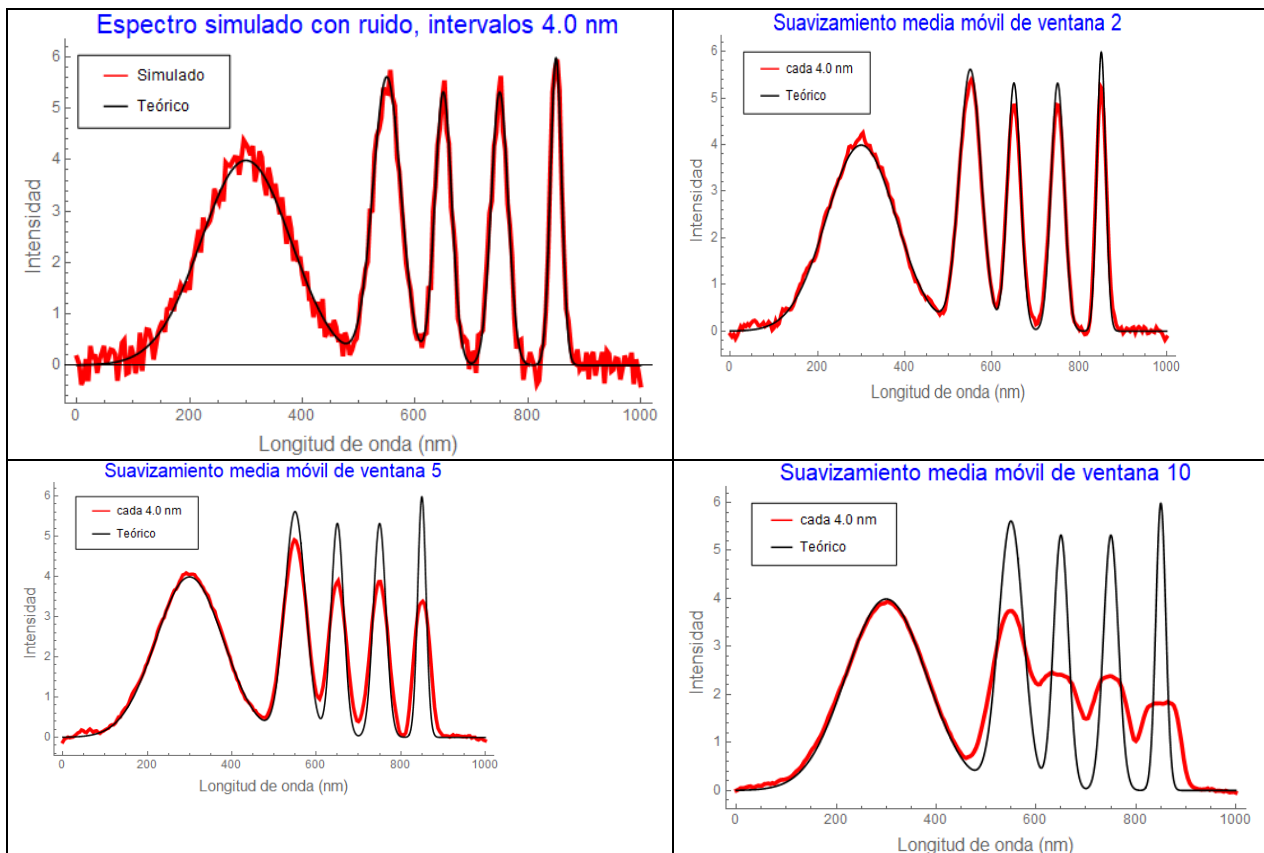 Espectro simulado con ruido, intervalos 4.0 nm
Simulado
Teórico
Intensidad
6
5
4
3
2
1
0
0 200 400 600 800 1000
Longitud de onda (nm)
Suavizamiento media móvil de ventana 2
cada 4.0 nm
Teórico
Intensidad
6
5
4
3
2
1
0
0 200 400 600 800 1000
Longitud de onda (nm)
Suavizamiento media móvil de ventana 5
cada 4.0 nm
Teórico
Intensidad
6
5
4
3
2
1
0
0 200 400 600 800 1000
Longitud de onda (nm)
Suavizamiento media móvil de ventana 10
cada 4.0 nm
Teórico
Intensidad
6
5
4
3
2
1
0
0 200 400 600 800 1000
Longitud de onda (nm)